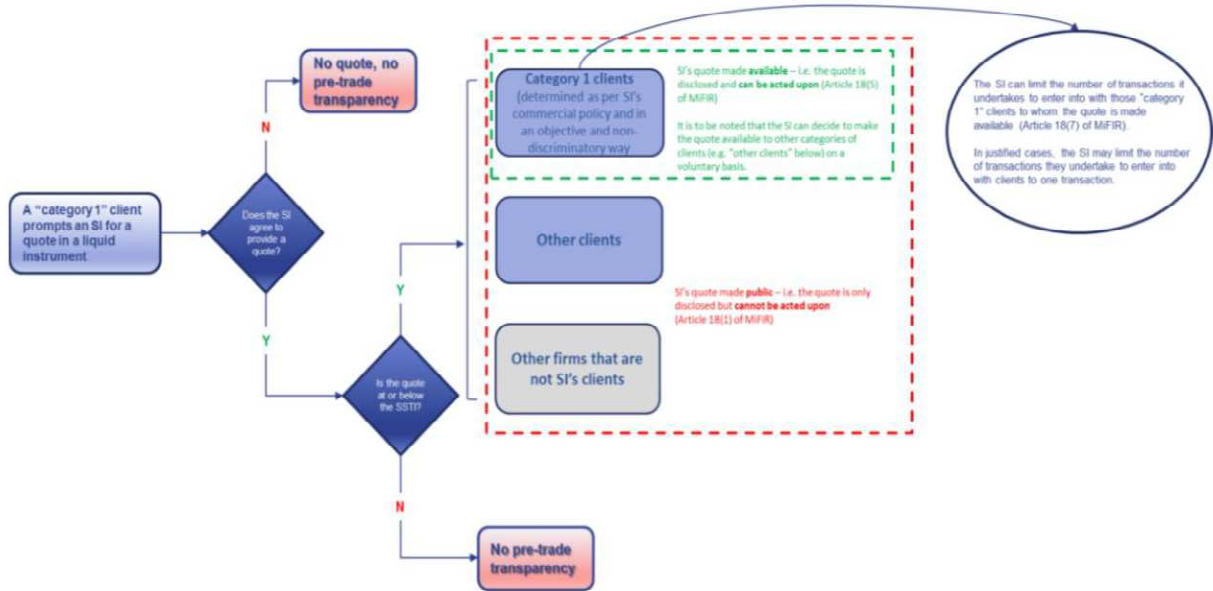 No quote, no
pre-trade
transparency
N
A "category 1" client
prompts an SI for a
quote in a liquid
instrument
Does the SI
agree to
provide a
quote?
Y
Is the quote
at or below
the SSTI?
Y
N
No pre-trade
transparency
Category 1 clients
(determined as per SI's
commercial policy and in
an objective and non-
discriminatory way
SI's quote made available – i.e. the quote is
disclosed and can be acted upon (Article 18(5)
of MiFIR)
It is to be noted that the SI can decide to make
the quote available to other categories of
clients (e.g. "other clients" below) on a
voluntary basis.
Other clients
Other firms that are
not SI's clients
SI's quote made public – i.e. the quote is only
disclosed but cannot be acted upon
(Article 18(1) of MiFIR)
The SI can limit the number of transactions it
undertakes to enter into with those "category
1" clients to whom the quote is made
available (Article 18(7) of MiFIR).
In justified cases, the SI may limit the number
of transactions they undertake to enter into
with clients to one transaction.